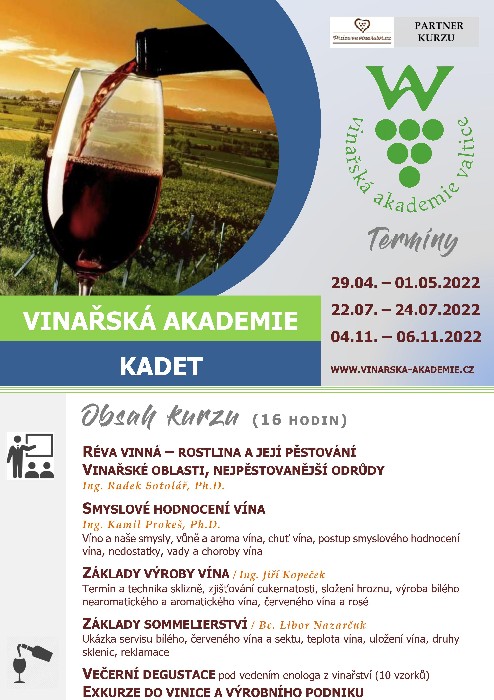 PARTNER
KURZU
vinařská akademie valtice
Termíny
29.04. – 01.05.2022
22.07. – 24.07.2022
04.11. – 06.11.2022
WWW.VINARSKA-AKADEMIE.CZ
VINAŘSKÁ AKADEMIE
KADET
Obsah kurzu (16 HODIN)
RÉVA VINNÁ – ROSTLINA A JEJÍ PĚSTOVÁNÍ
VINAŘSKÉ OBLASTI, NEJPĚSTOVANĚJŠÍ ODRŮDY
Ing. Radek Sotolář, Ph.D.
SMYSLOVÉ HODNOCENÍ VÍNA
Ing. Kamil Prokeš, Ph.D.
Víno a naše smysly, vůně a aroma vína, chuť vína, postup smyslového hodnocení
vína, nedostatky, vady a choroby vína
ZÁKLADY VÝROBY VÍNA / Ing. Jiří Kopeček
Termín a technika sklizně, zjišťování cukernatosti, složení hroznu, výroba bílého
nearomatického a aromatického vína, červeného vína a rosé
ZÁKLADY SOMMELIERSTVÍ / Bc. Libor Nazarčuk
Ukázka servisu bílého, červeného vína a sektu, teplota vína, uložení vína, druhy
sklenic, reklamace
VEČERNÍ DEGUSTACE pod vedením enologa z vinařství (10 vzorků)
EXKURZE DO VINICE A VÝROBNÍHO PODNIKU